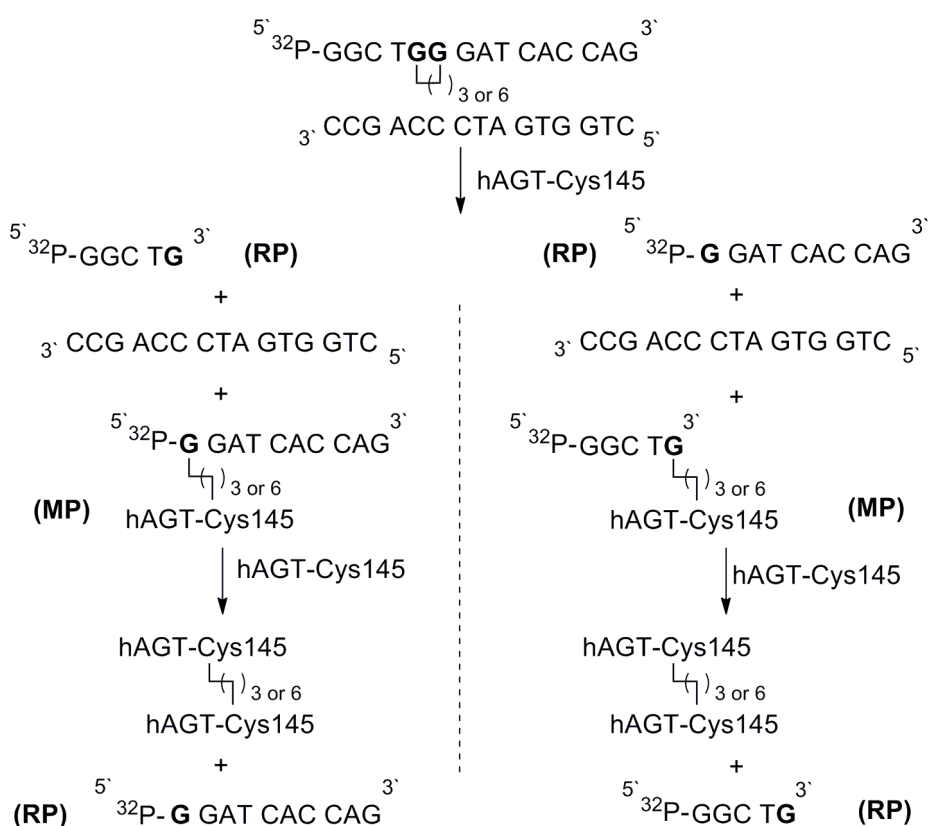 5` 32P-GGC TGG GAT CAC CAG 3`
( ) 3 or 6
3` CCG ACC CTA GTG GTC 5`
hAGT-Cys145
5` 32P-GGC TG 3` (RP)
(RP) 5` 32P- G GAT CAC CAG 3`
+
+
3` CCG ACC CTA GTG GTC 5`
3` CCG ACC CTA GTG GTC 5`
+
+
5` 32P-G GAT CAC CAG 3`
5` 32P-GGC TG 3`
( ) 3 or 6
( ) 3 or 6
(MP) hAGT-Cys145
hAGT-Cys145 (MP)
hAGT-Cys145
hAGT-Cys145
hAGT-Cys145
hAGT-Cys145
( ) 3 or 6
( ) 3 or 6
hAGT-Cys145
hAGT-Cys145
+
+
(RP) 5` 32P- G GAT CAC CAG 3`
5` 32P-GGC TG 3` (RP)